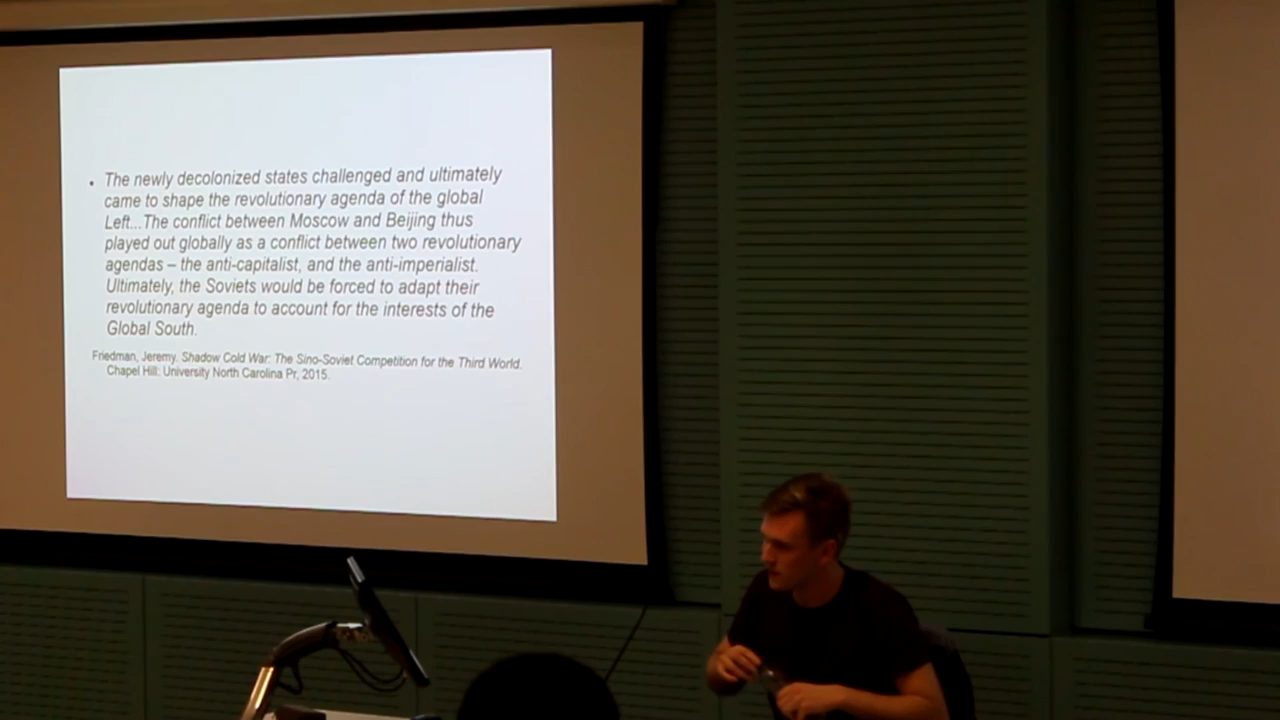 • The newly decolonized states challenged and ultimately
came to shape the revolutionary agenda of the global
Left...The conflict between Moscow and Beijing thus
played out globally as a conflict between two revolutionary
agendas – the anti-capitalist, and the anti-imperialist.
Ultimately, the Soviets would be forced to adapt their
revolutionary agenda to account for the interests of the
Global South.
Friedman, Jeremy. Shadow Cold War: The Sino-Soviet Competition for the Third World.
Chapel Hill: University North Carolina Pr, 2015.